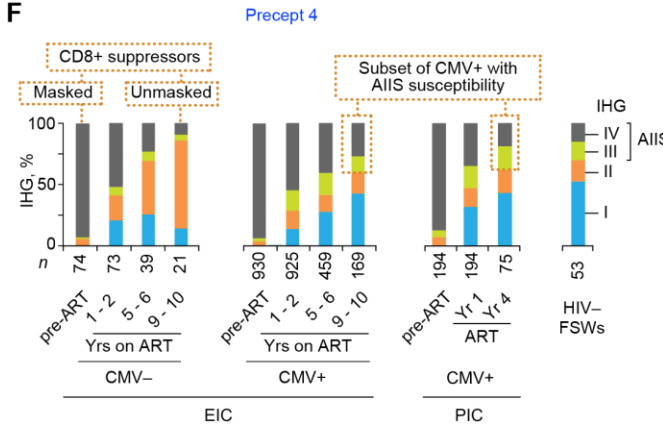 F
Precept 4
CD8+ suppressors
Masked
Unmasked
Subset of CMV+ with
AIIS susceptibility
IHG
IV
III
AIIS
II
I
IHG, %
100
50
0
n
74
73
39
21
930
925
459
169
194
194
75
53
pre-ART
1 - 2
5 - 6
9 - 10
pre-ART
1 - 2
5 - 6
9 - 10
pre-ART
Yr 1
Yr 4
HIV–
FSWs
Yrs on ART
Yrs on ART
ART
CMV–
CMV+
CMV+
EIC
PIC